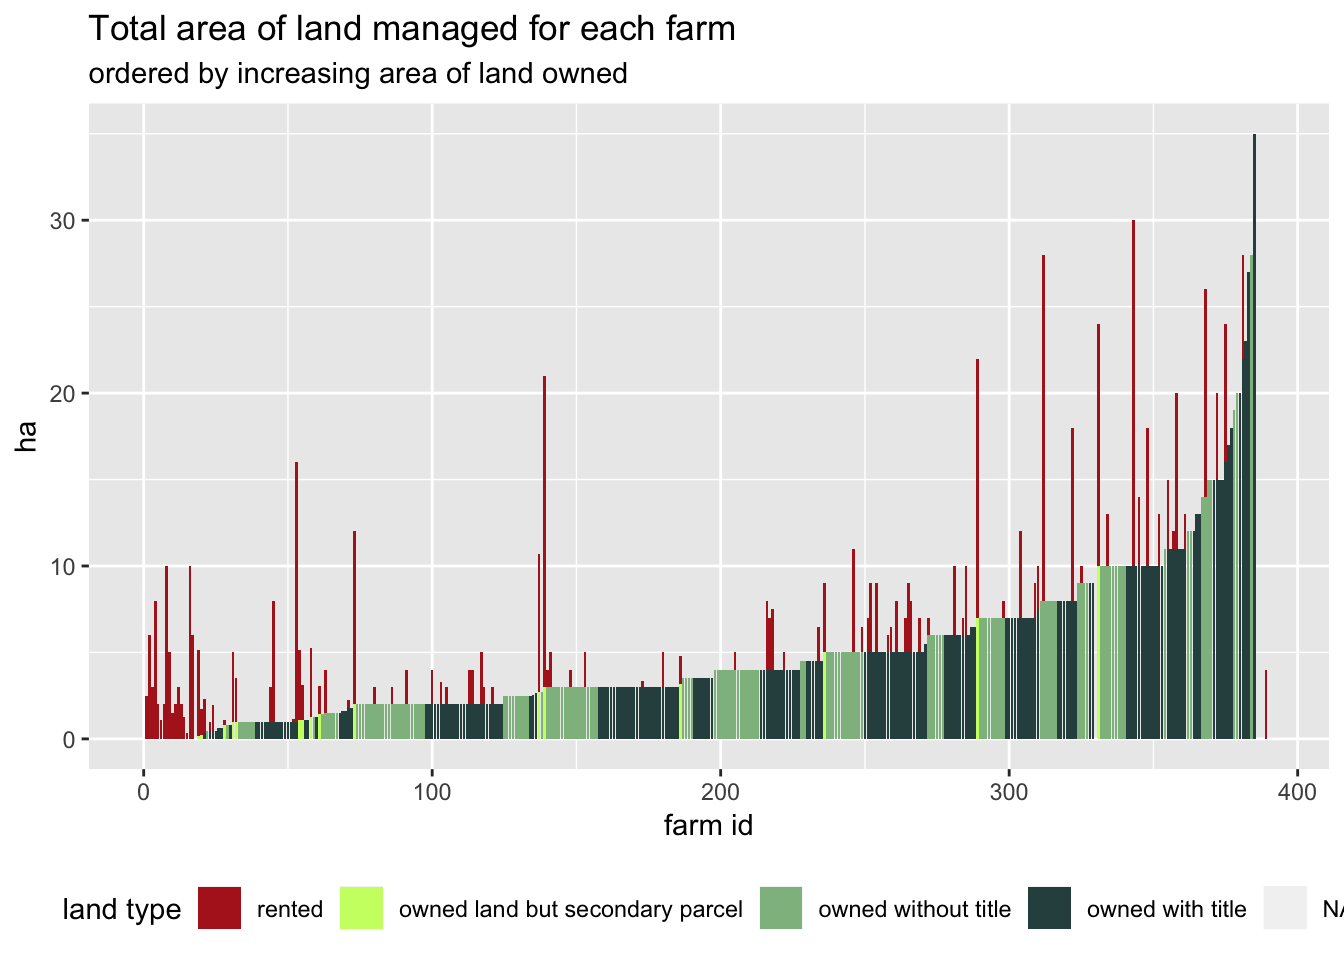 Total area of land managed for each farm
ordered by increasing area of land owned
30
20
10
0
ha
0 100 200 300 400
farm id
land type rented owned land but secondary parcel owned without title owned with title NA